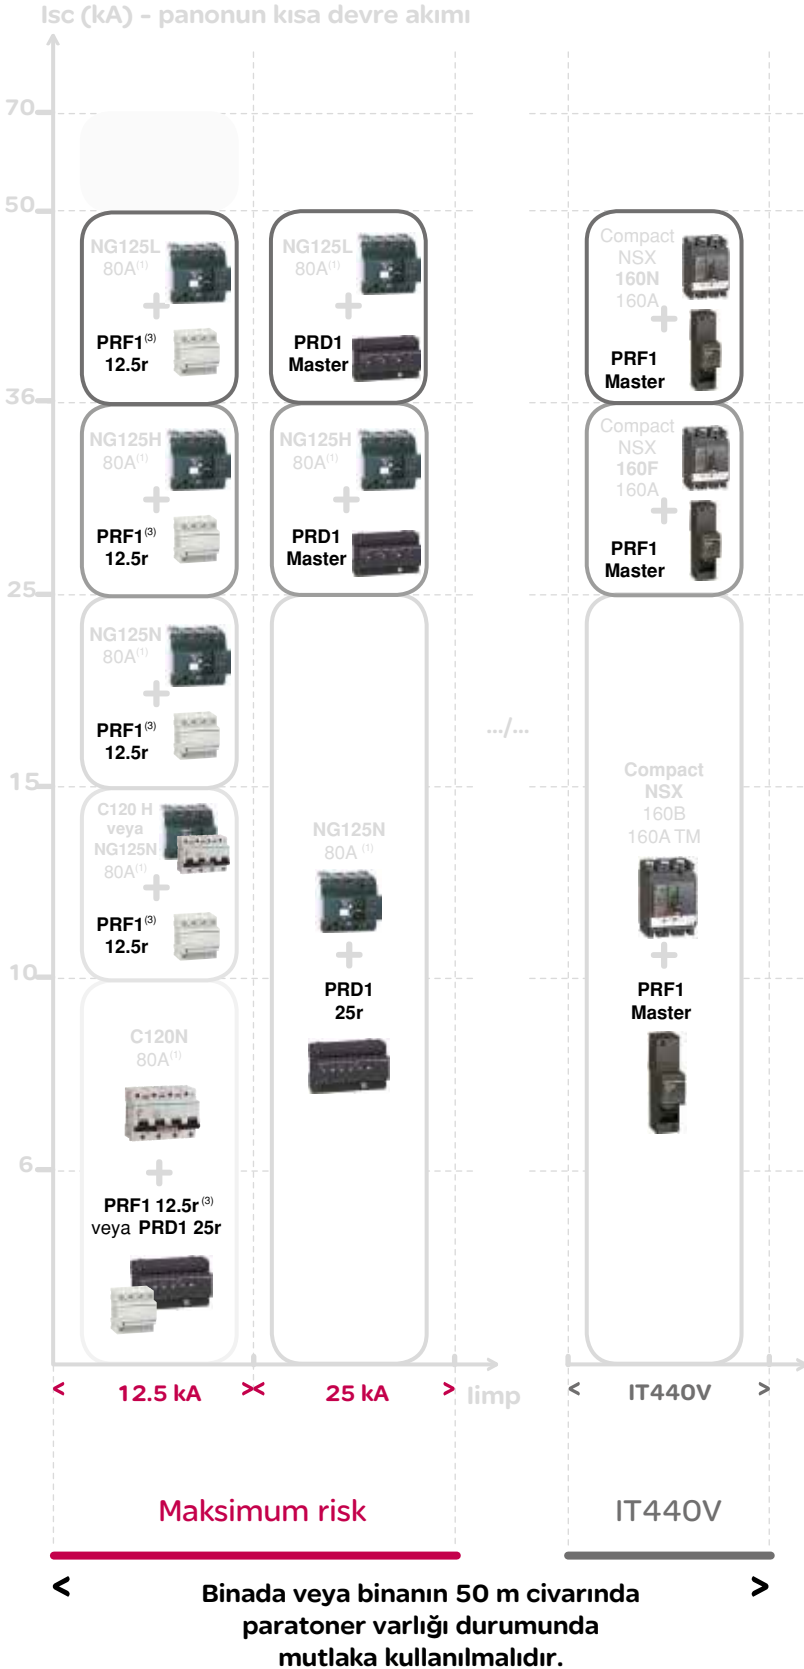 Isc (kA) - panonun kısa devre akımı
70
50
NG125L
80A(1)
PRF1(3)
12.5r
NG125L
80A(1)
PRD1
Master
Compact
NSX
160N
160A
PRF1
Master
36
NG125H
80A(1)
PRF1(3)
12.5r
NG125H
80A(1)
PRD1
Master
Compact
NSX
160F
160A
PRF1
Master
25
NG125N
80A(1)
PRF1(3)
12.5r
.../...
15
C120 H
veya
NG125N
80A(1)
PRF1(3)
12.5r
NG125N
80A (1)
PRD1
25r
Compact
NSX
160B
160A TM
PRF1
Master
10
C120N
80A(1)
6
PRF1 12.5r (3)
veya PRD1 25r
< 12.5 kA >< 25 kA > Iimp < IT440V >
Maksimum risk
IT440V
< Binada veya binanın 50 m civarında >
paratoner varlığı durumunda
mutlaka kullanılmalıdır.